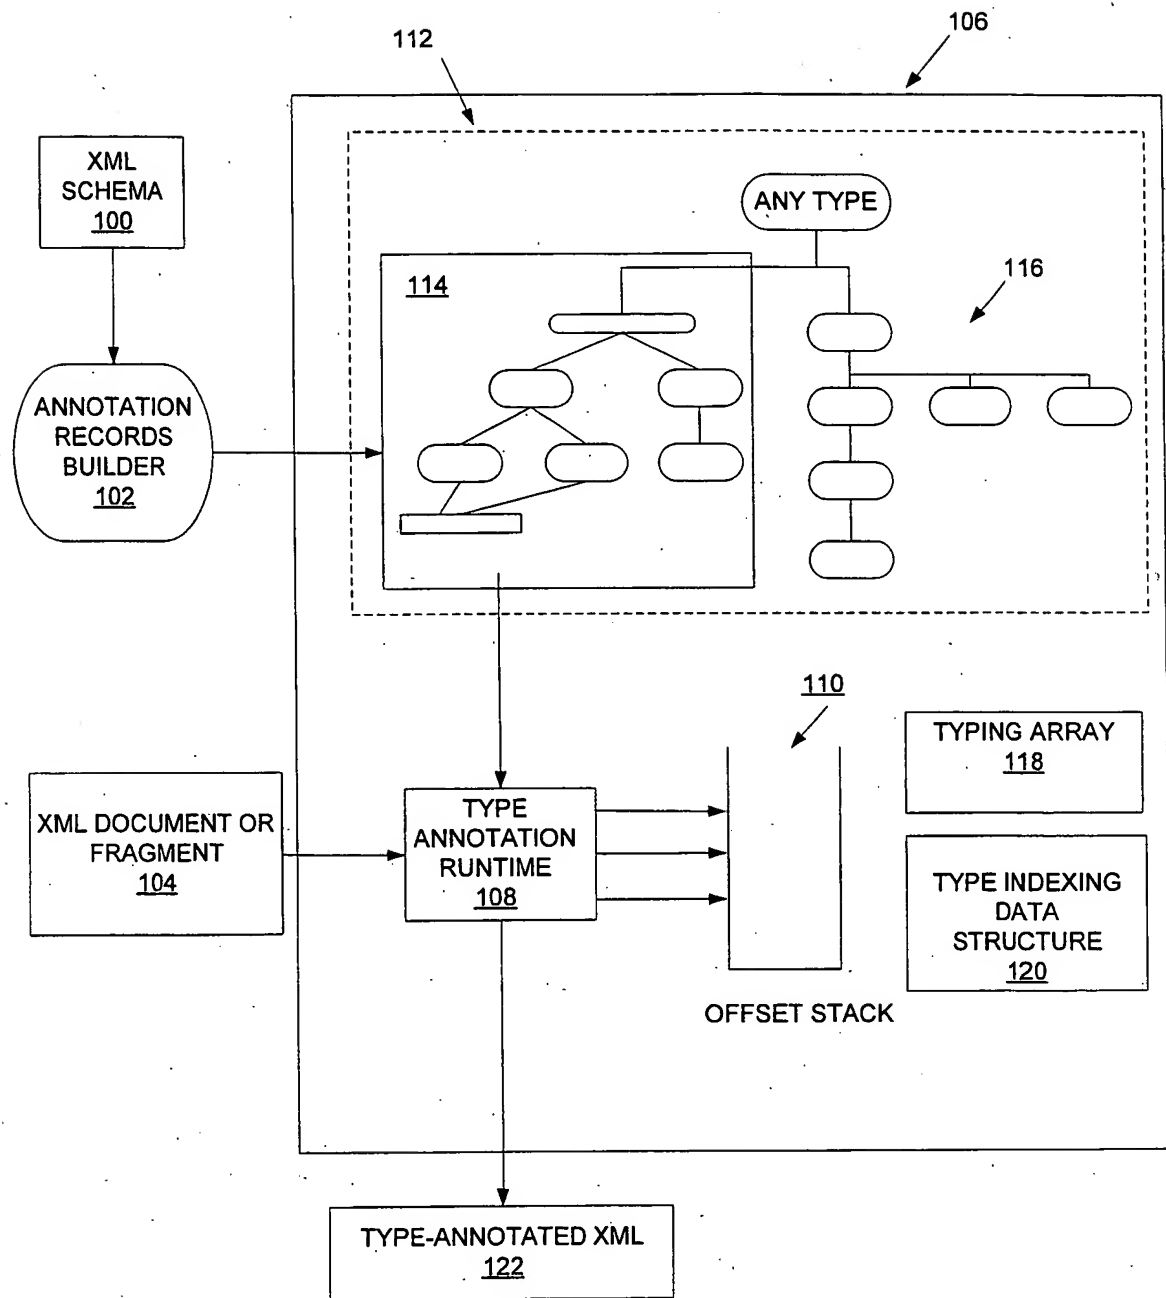 106
112
XML
SCHEMA
100
ANY TYPE
114
116
ANNOTATION
RECORDS
BUILDER
102
110
TYPING ARRAY
118
XML DOCUMENT OR
FRAGMENT
104
TYPE
ANNOTATION
RUNTIME
108
TYPE INDEXING
DATA
STRUCTURE
120
OFFSET STACK
TYPE-ANNOTATED XML
122